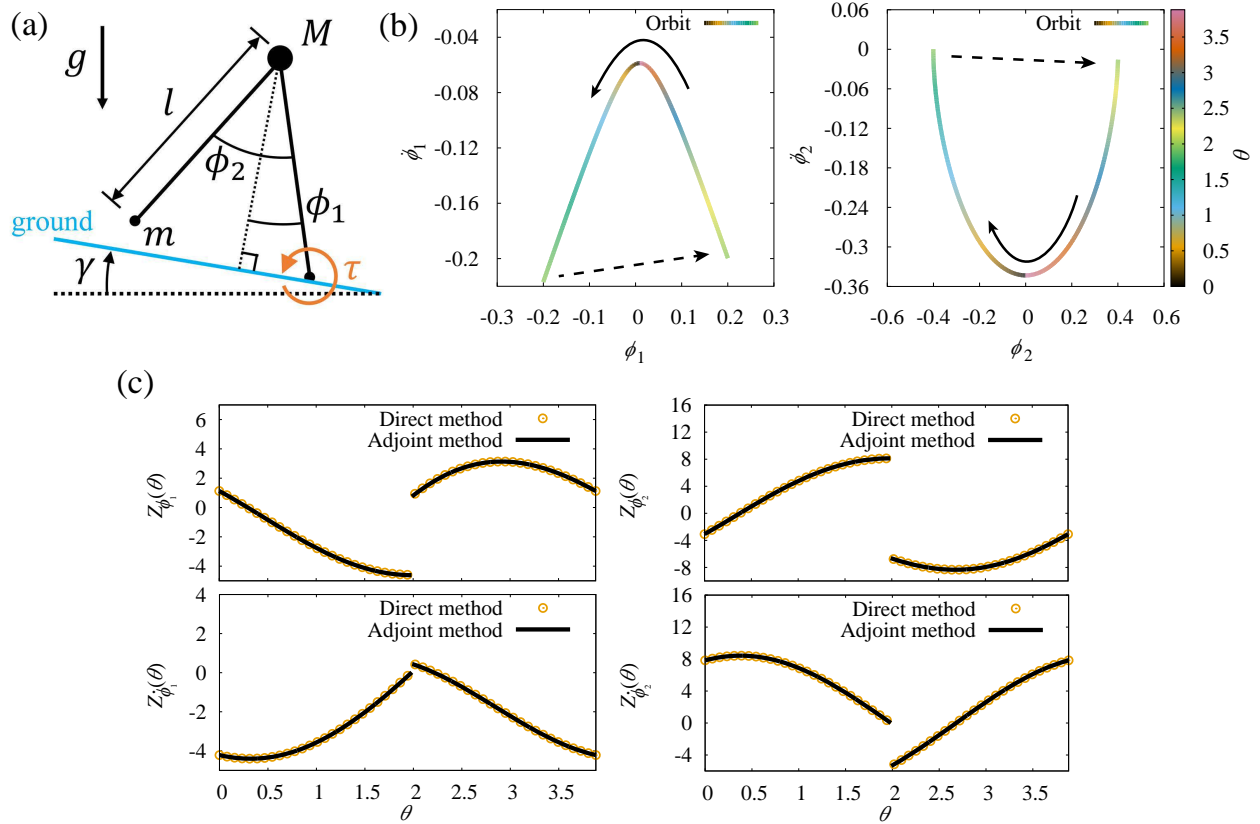 (a)
M
g
l
ϕ₂
ϕ₁
m
ground
γ
τ
(b)
Orbit
-0.04
-0.08
-0.12
-0.16
-0.2
ϕ̇₁
-0.3 -0.2 -0.1 0 0.1 0.2 0.3
ϕ₁
Orbit
0.06
0
-0.06
-0.12
-0.18
-0.24
-0.3
-0.36
ϕ̇₂
-0.6 -0.4 -0.2 0 0.2 0.4 0.6
ϕ₂
3.5
3
2.5
2
1.5
1
0.5
0
θ
(c)
Direct method
Adjoint method
6
4
2
0
-2
-4
Z_ϕ₁(θ)
Direct method
Adjoint method
16
12
8
4
0
-4
-8
Z_ϕ₂(θ)
Direct method
Adjoint method
4
2
0
-2
-4
Z_ϕ̇₁(θ)
0 0.5 1 1.5 2 2.5 3 3.5
θ
Direct method
Adjoint method
16
12
8
4
0
-4
Z_ϕ̇₂(θ)
0 0.5 1 1.5 2 2.5 3 3.5
θ